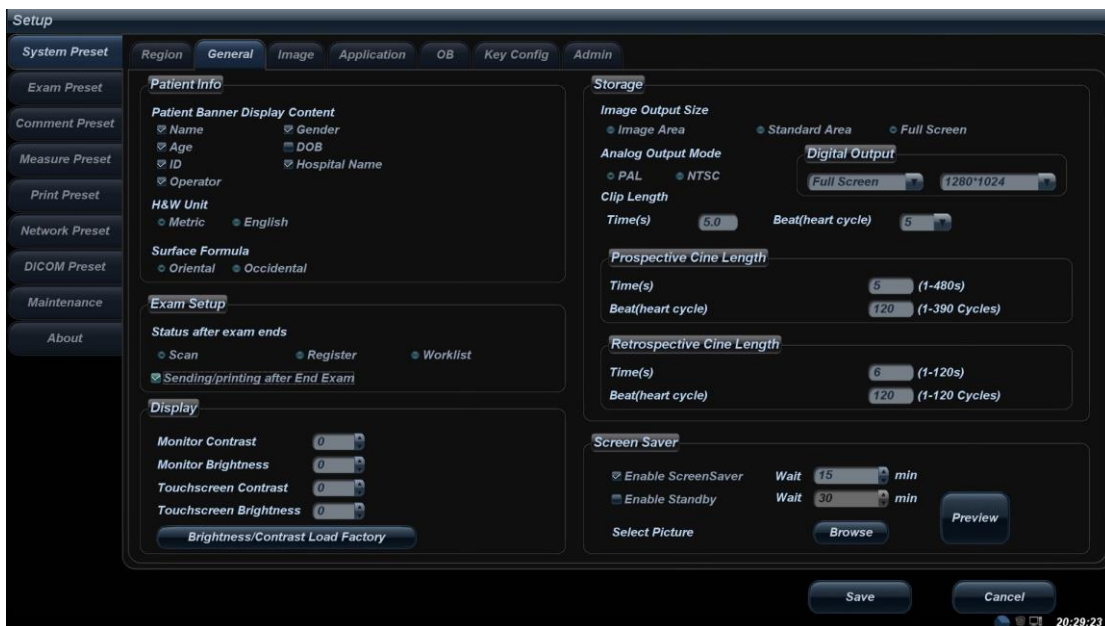 Setup
System Preset
Exam Preset
Comment Preset
Measure Preset
Print Preset
Network Preset
DICOM Preset
Maintenance
About
Region General Image Application OB Key Config Admin
Patient Info
Patient Banner Display Content
Name Gender
Age DOB
ID Hospital Name
Operator
H&W Unit
Metric English
Surface Formula
Oriental Occidental
Exam Setup
Status after exam ends
Scan Register Worklist
Sending/printing after End Exam
Display
Monitor Contrast 0
Monitor Brightness 0
Touchscreen Contrast 0
Touchscreen Brightness 0
Brightness/Contrast Load Factory
Storage
Image Output Size
Image Area Standard Area Full Screen
Analog Output Mode
PAL NTSC
Digital Output
Full Screen 1280*1024
Clip Length
Time(s) 5.0 Beat(heart cycle) 5
Prospective Cine Length
Time(s) 5 (1-480s)
Beat(heart cycle) 120 (1-390 Cycles)
Retrospective Cine Length
Time(s) 6 (1-120s)
Beat(heart cycle) 120 (1-120 Cycles)
Screen Saver
Enable ScreenSaver Wait 15 min
Enable Standby Wait 30 min
Select Picture Browse Preview
Save Cancel
20:29:23